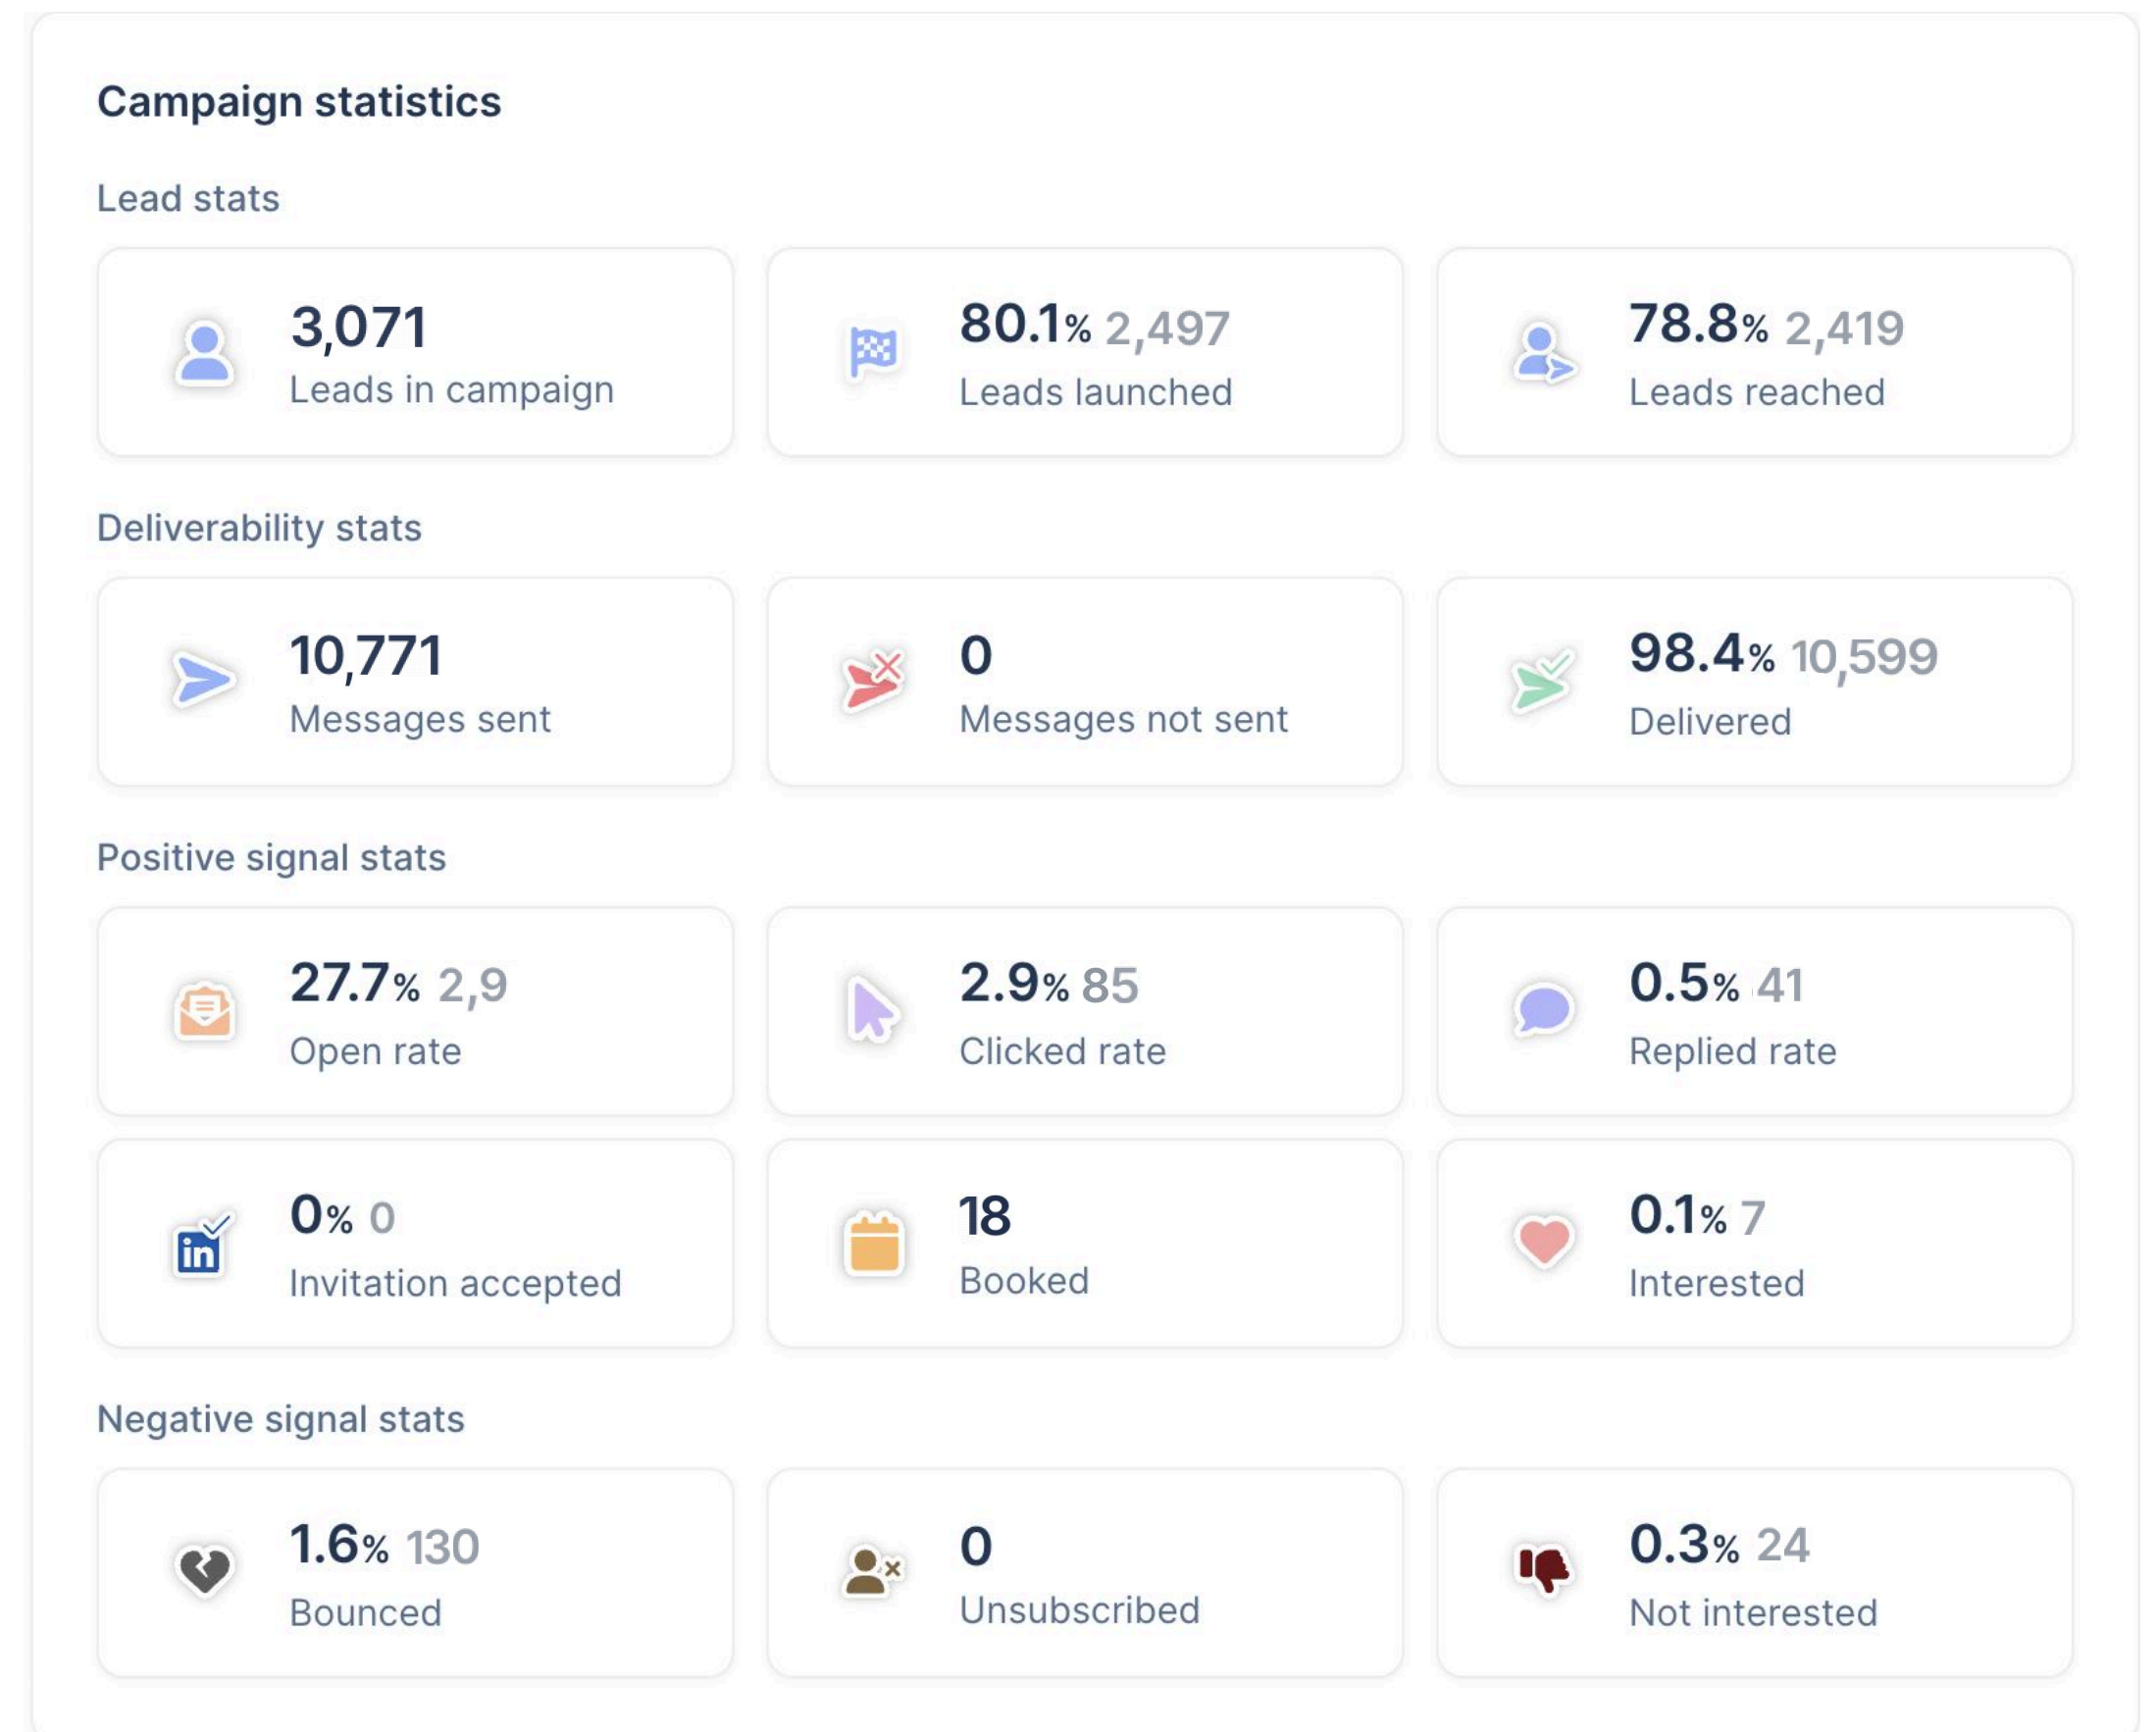 Campaign statistics
Lead stats
3,071
Leads in campaign
80.1% 2,497
Leads launched
78.8% 2,419
Leads reached
Deliverability stats
10,771
Messages sent
0
Messages not sent
98.4% 10,599
Delivered
Positive signal stats
27.7% 2,9
Open rate
2.9% 85
Clicked rate
0.5% 41
Replied rate
in
0% 0
Invitation accepted
18
Booked
0.1% 7
Interested
Negative signal stats
1.6% 130
Bounced
0
Unsubscribed
0.3% 24
Not interested